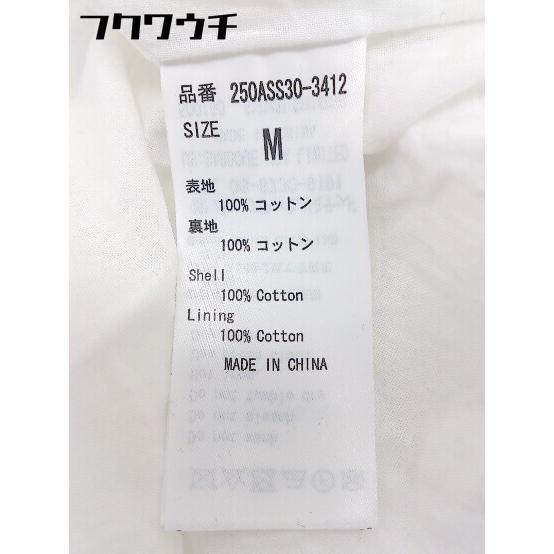 フクワウチ
品番 250ASS30-3412
SIZE
M
表地
100% コットン
裏地
100% コットン
Shell
100% Cotton
Lining
100% Cotton
MADE IN CHINA